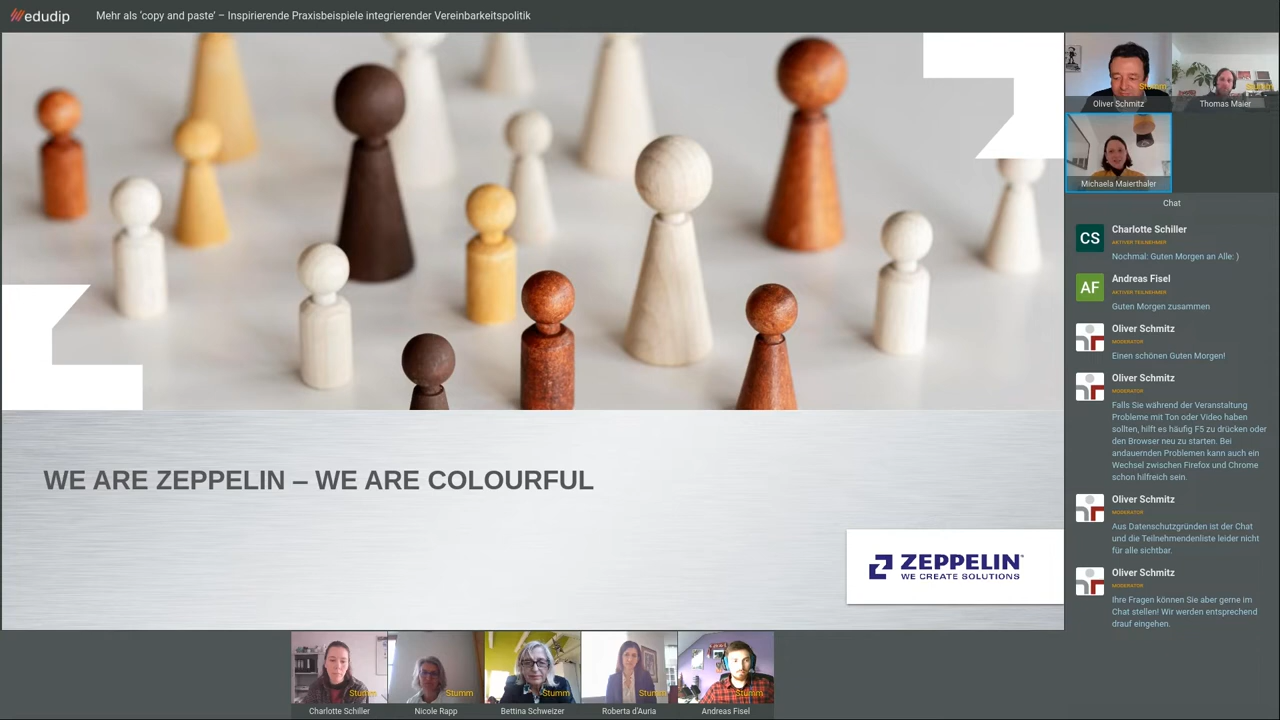 edudip
Mehr als 'copy and paste' – Inspirierende Praxisbeispiele integrierender Vereinbarkeitspolitik
Stumm
Oliver Schmitz
Thomas Maier
Michaela Maierthaler
Chat
CS
Charlotte Schiller
AKTIVER TEILNEHMER
Nochmal: Guten Morgen an Alle: )
AF
Andreas Fisel
AKTIVER TEILNEHMER
Guten Morgen zusammen
Oliver Schmitz
MODERATOR
Einen schönen Guten Morgen!
Oliver Schmitz
MODERATOR
Falls Sie während der Veranstaltung
Probleme mit Ton oder Video haben
sollten, hilft es häufig F5 zu drücken oder
den Browser neu zu starten. Bei
andauernden Problemen kann auch ein
Wechsel zwischen Firefox und Chrome
schon hilfreich sein.
Oliver Schmitz
MODERATOR
Aus Datenschutzgründen ist der Chat
und die Teilnehmendenliste leider nicht
für alle sichtbar.
Oliver Schmitz
MODERATOR
Ihre Fragen können Sie aber gerne im
Chat stellen! Wir werden entsprechend
drauf eingehen.
WE ARE ZEPPELIN – WE ARE COLOURFUL
ZEPPELIN
WE CREATE SOLUTIONS
Stumm
Stumm
Stumm
Stumm
Stumm
Charlotte Schiller
Nicole Rapp
Bettina Schweizer
Roberta d'Auria
Andreas Fisel